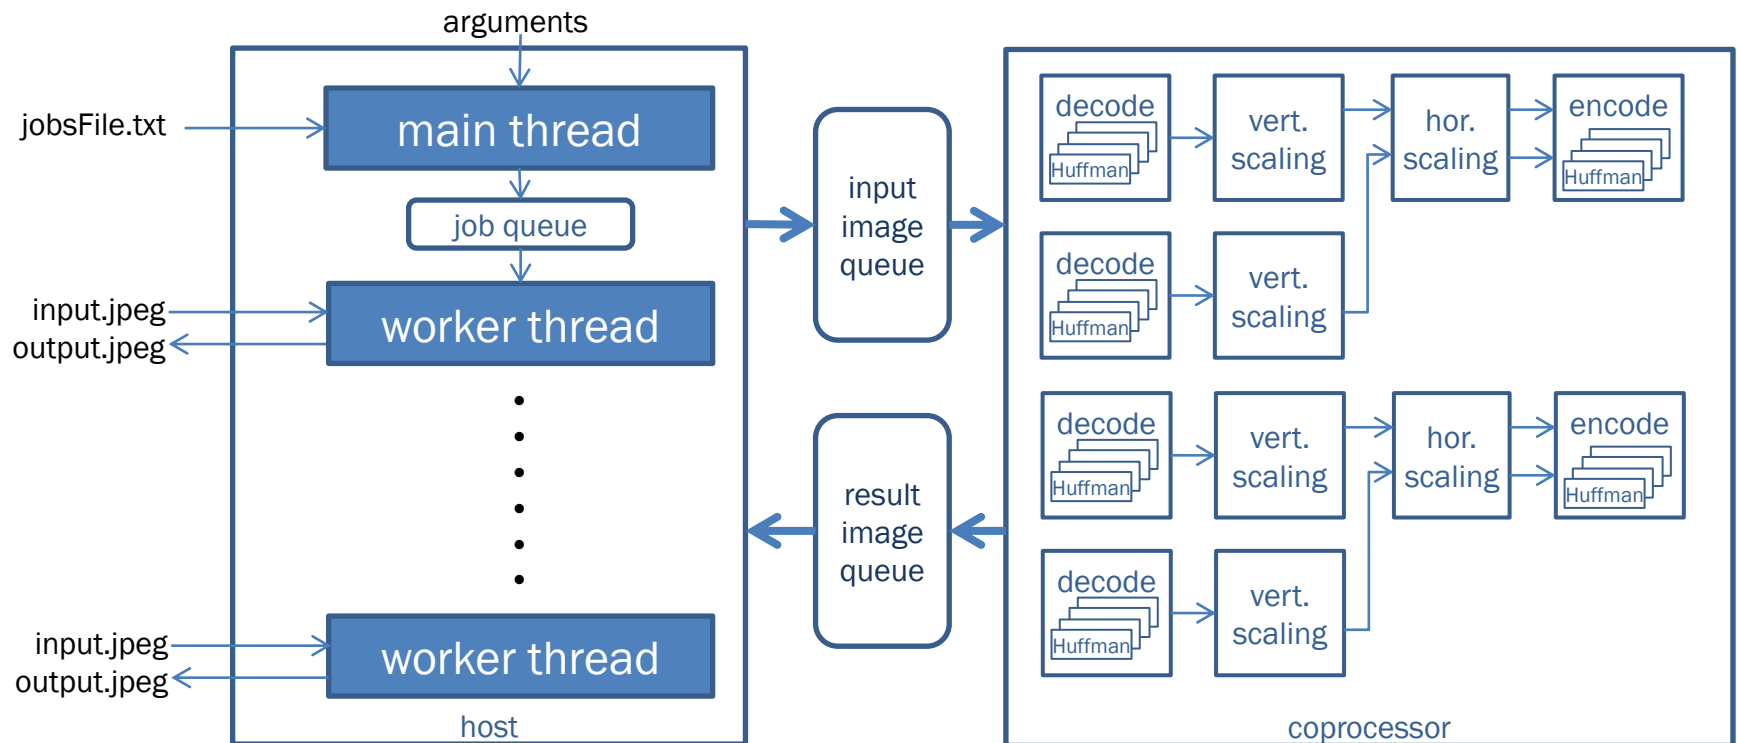 arguments
jobsFile.txt
main thread
job queue
input.jpeg
output.jpeg
worker thread
input.jpeg
output.jpeg
worker thread
host
input
image
queue
result
image
queue
decode
Huffman
vert.
scaling
hor.
scaling
encode
Huffman
decode
Huffman
vert.
scaling
decode
Huffman
vert.
scaling
hor.
scaling
encode
Huffman
decode
Huffman
vert.
scaling
coprocessor